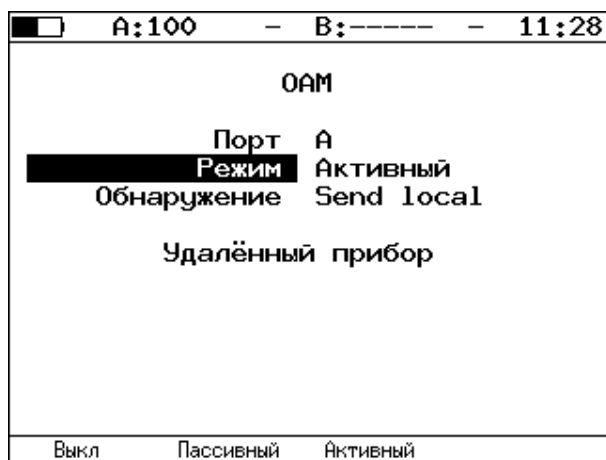 A:100 – B:----- – 11:28
OAM
Порт A
Режим Активный
Обнаружение Send local
Удалённый прибор
Выкл Пассивный Активный